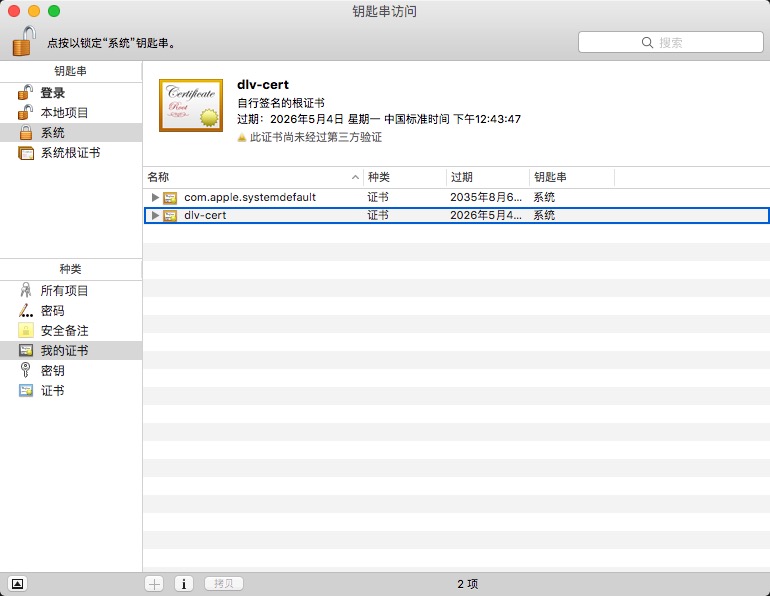 钥匙串访问
点按以锁定“系统”钥匙串。
搜索
钥匙串
登录
本地项目
系统
系统根证书
种类
所有项目
密码
安全备注
我的证书
密钥
证书
Certificate
Root
dlv-cert
自行签名的根证书
过期：2026年5月4日 星期一 中国标准时间 下午12:43:47
此证书尚未经过第三方验证
名称 种类 过期 钥匙串
com.apple.systemdefault 证书 2035年8月6... 系统
dlv-cert 证书 2026年5月4... 系统
拷贝
2 项